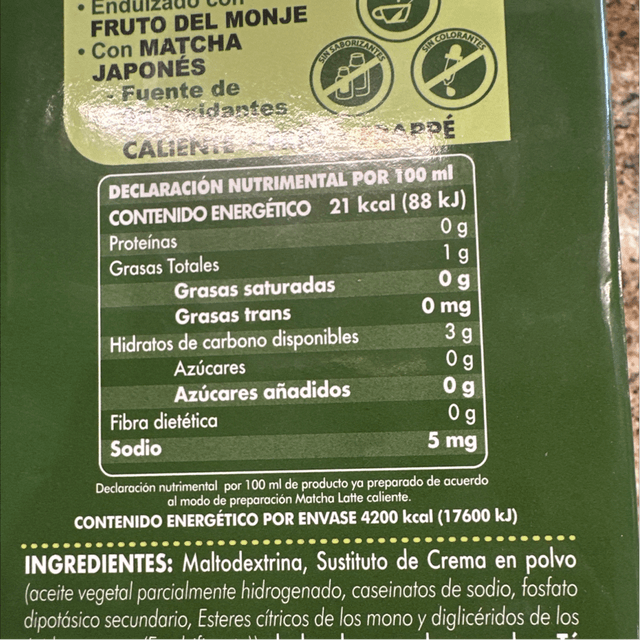 • Endulzado con
FRUTO DEL MONJE
• Con MATCHA
JAPONÉS
- Fuente de
SIN SABORIZANTES
SIN COLORANTES
CALIENTE
DECLARACIÓN NUTRIMENTAL POR 100 ml
CONTENIDO ENERGÉTICO 21 kcal (88 kJ)
Proteínas 0 g
Grasas Totales 1 g
Grasas saturadas 0 g
Grasas trans 0 mg
Hidratos de carbono disponibles 3 g
Azúcares 0 g
Azúcares añadidos 0 g
Fibra dietética 0 g
Sodio 5 mg
Declaración nutrimental por 100 ml de producto ya preparado de acuerdo
al modo de preparación Matcha Latte caliente.
CONTENIDO ENERGÉTICO POR ENVASE 4200 kcal (17600 kJ)
INGREDIENTES: Maltodextrina, Sustituto de Crema en polvo
(aceite vegetal parcialmente hidrogenado, caseinatos de sodio, fosfato
dipotásico secundario, Esteres cítricos de los mono y diglicéridos de los